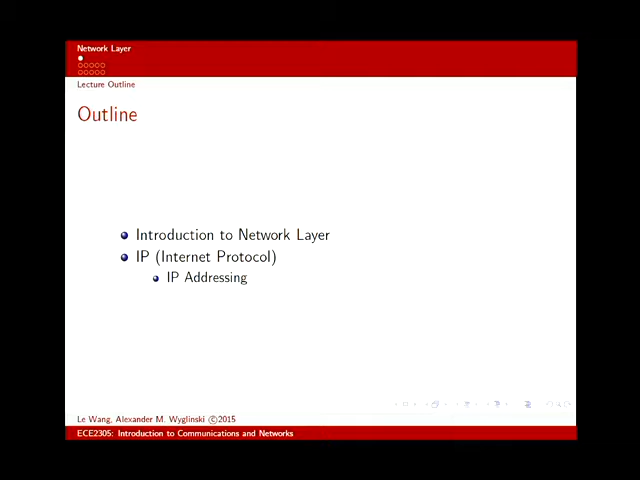 Network Layer
Lecture Outline
Outline
Introduction to Network Layer
IP (Internet Protocol)
IP Addressing
Le Wang, Alexander M. Wyglinski ©2015
ECE2305: Introduction to Communications and Networks